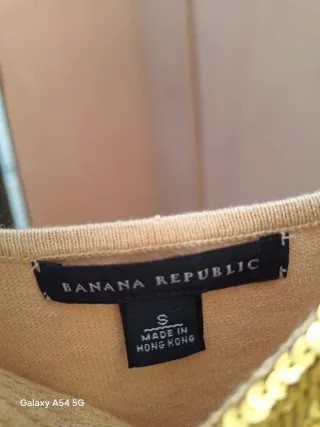 BANANA REPUBLIC
S
MADE IN
HONG KONG
Galaxy A54 5G